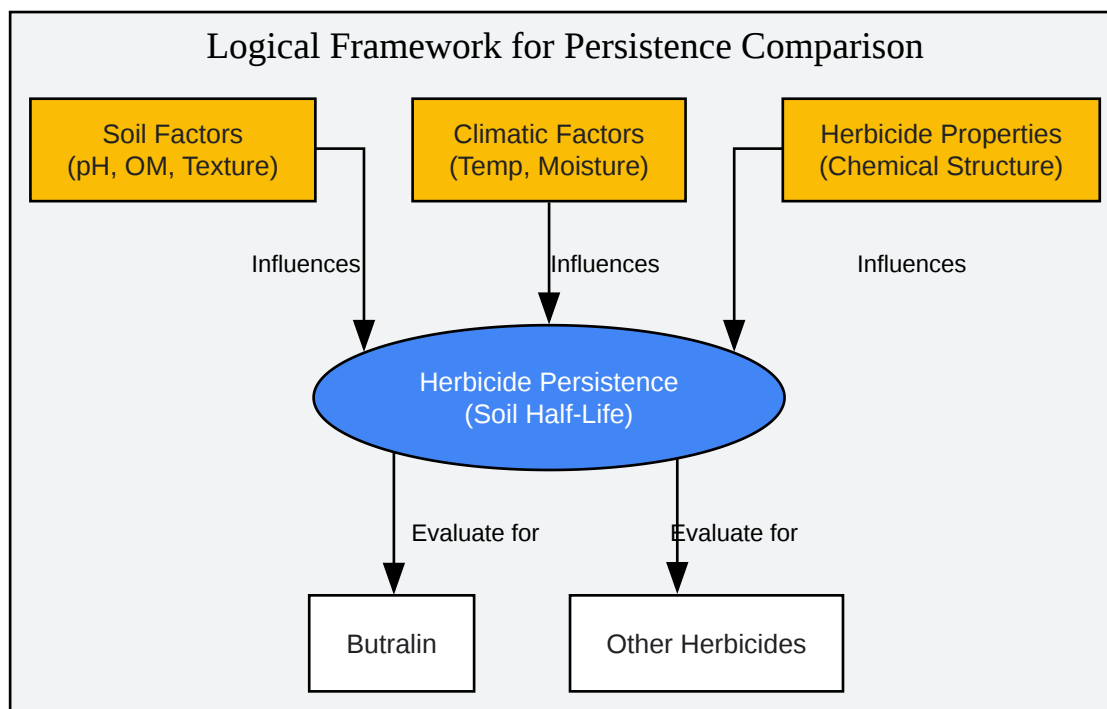 Logical Framework for Persistence Comparison
Soil Factors
(pH, OM, Texture)
Climatic Factors
(Temp, Moisture)
Herbicide Properties
(Chemical Structure)
Influences
Influences
Influences
Herbicide Persistence
(Soil Half-Life)
Evaluate for
Evaluate for
Butralin
Other Herbicides